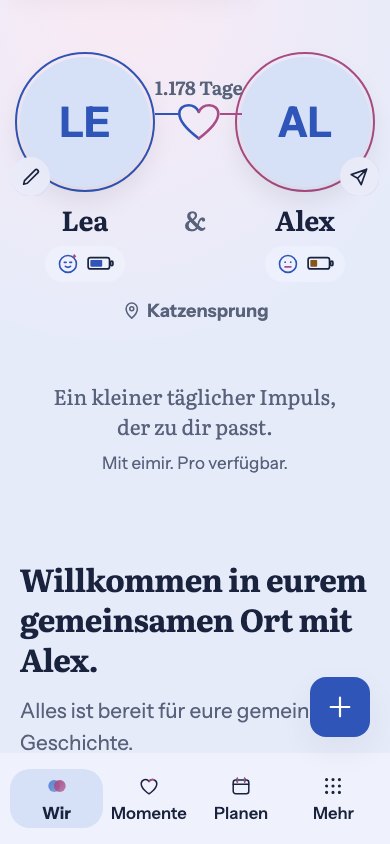 1.178 Tage
LE
AL
Lea & Alex
Katzensprung
Ein kleiner täglicher Impuls,
der zu dir passt.
Mit eimir. Pro verfügbar.
Willkommen in eurem
gemeinsamen Ort mit
Alex.
Alles ist bereit für eure gemein
Geschichte.
Wir Momente Planen Mehr